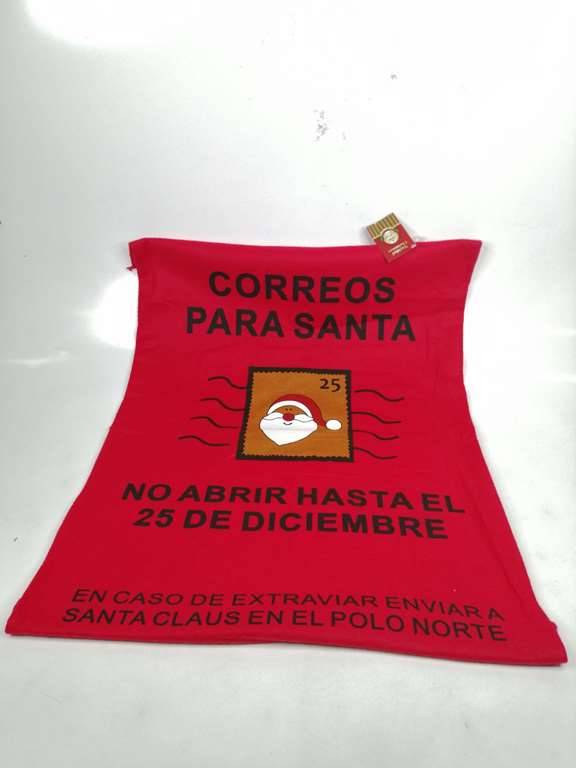 CORREOS
PARA SANTA
25
NO ABRIR HASTA EL
25 DE DICIEMBRE
EN CASO DE EXTRAVIAR ENVIAR A
SANTA CLAUS EN EL POLO NORTE